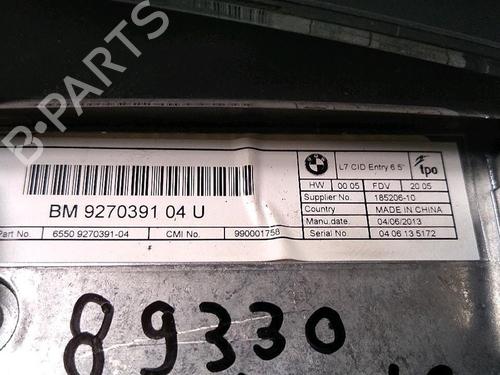 B-PARTS
BM 9270391 04 U
Part No. 6550 9270391-04 CMI No. 990001758
L7 CID Entry 6.5" tpo
HW 00 05 FDV 20 05
Supplier No. 185206-10
Country MADE IN CHINA
Manu.date. 04/06/2013
Serial No. 04 06 13 5172
89330